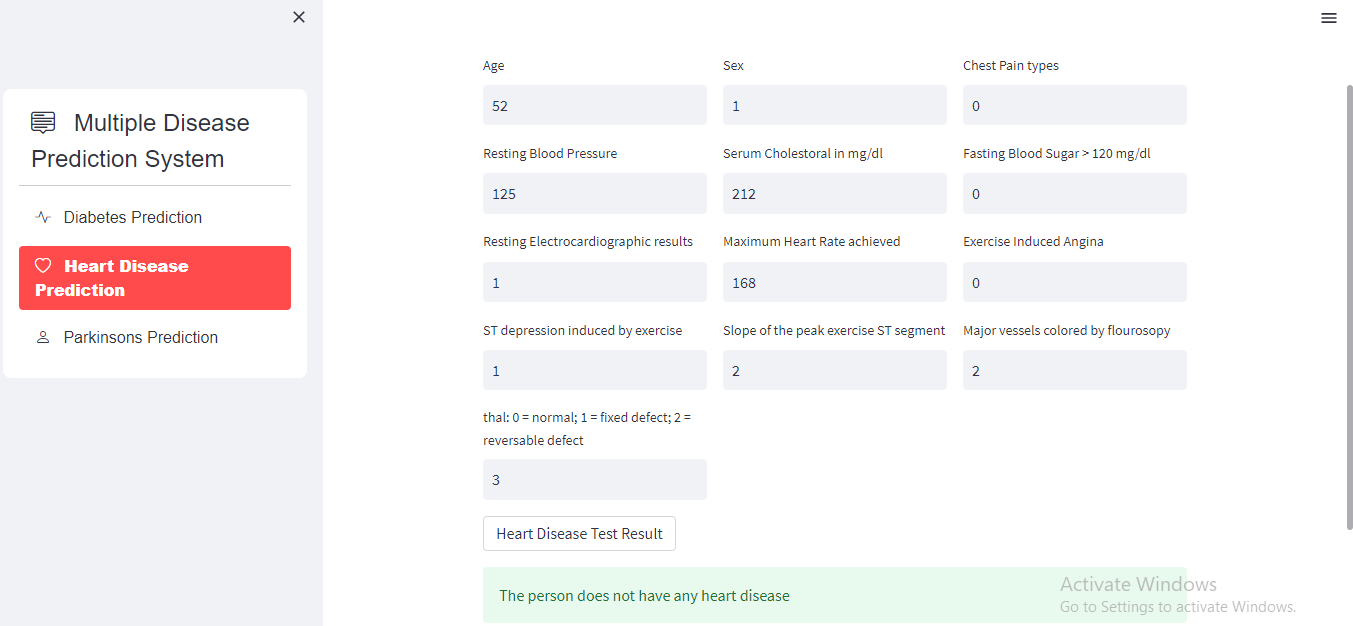 Multiple Disease
Prediction System
Diabetes Prediction
Heart Disease
Prediction
Parkinsons Prediction
Age
Sex
Chest Pain types
52
1
0
Resting Blood Pressure
Serum Cholestoral in mg/dl
Fasting Blood Sugar > 120 mg/dl
125
212
0
Resting Electrocardiographic results
Maximum Heart Rate achieved
Exercise Induced Angina
1
168
0
ST depression induced by exercise
Slope of the peak exercise ST segment
Major vessels colored by flourosopy
1
2
2
thal: 0 = normal; 1 = fixed defect; 2 =
reversable defect
3
Heart Disease Test Result
The person does not have any heart disease
Activate Windows
Go to Settings to activate Windows.